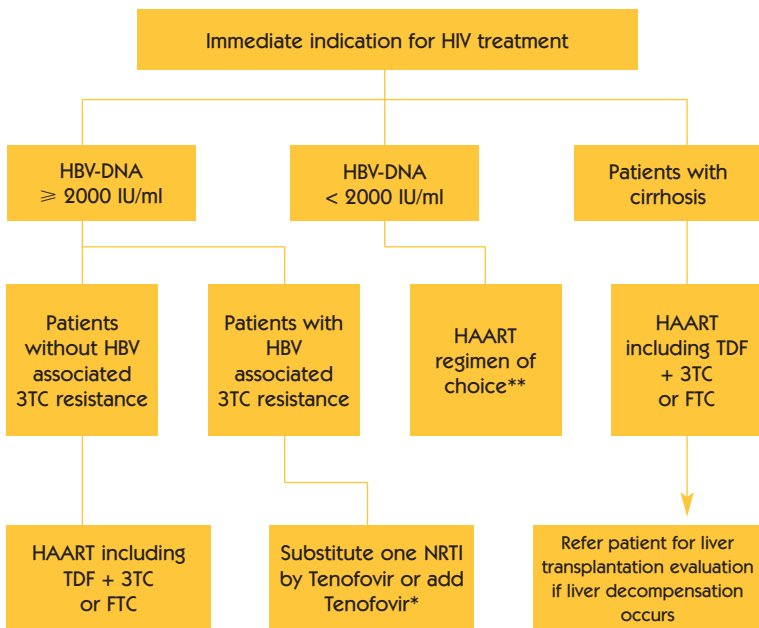 Immediate indication for HIV treatment
HBV-DNA
⩾ 2000 IU/ml
HBV-DNA
< 2000 IU/ml
Patients with
cirrhosis
Patients
without HBV
associated
3TC resistance
Patients with
HBV
associated
3TC resistance
HAART
regimen of
choice**
HAART
including TDF
+ 3TC
or FTC
HAART including
TDF + 3TC
or FTC
Substitute one NRTI
by Tenofovir or add
Tenofovir*
Refer patient for liver
transplantation evaluation
if liver decompensation
occurs